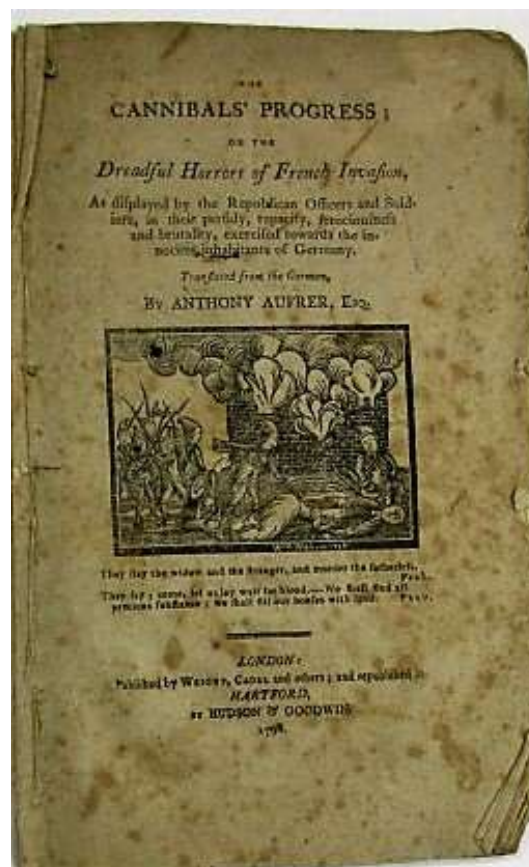 THE
CANNIBALS' PROGRESS;
OR THE
Dreadful Horrors of French Invasion,
As displayed by the Republican Officers and Sold-
iers, in their perfidy, rapacity, ferociousness
and brutality, exercised towards the in-
nocent inhabitants of Germany.
Translated from the German,
BY ANTHONY AUFRER, ESQ.
They slay the widow and the stranger, and murder the fatherless.
They say; come, let us lay wait for blood,—We shall find all
precious substance; we shall fill our houses with spoil.
LONDON:
Published by WRIGHT, CADEL and others; and republished at
HARTFORD,
BY HUDSON & GOODWIN
1798.